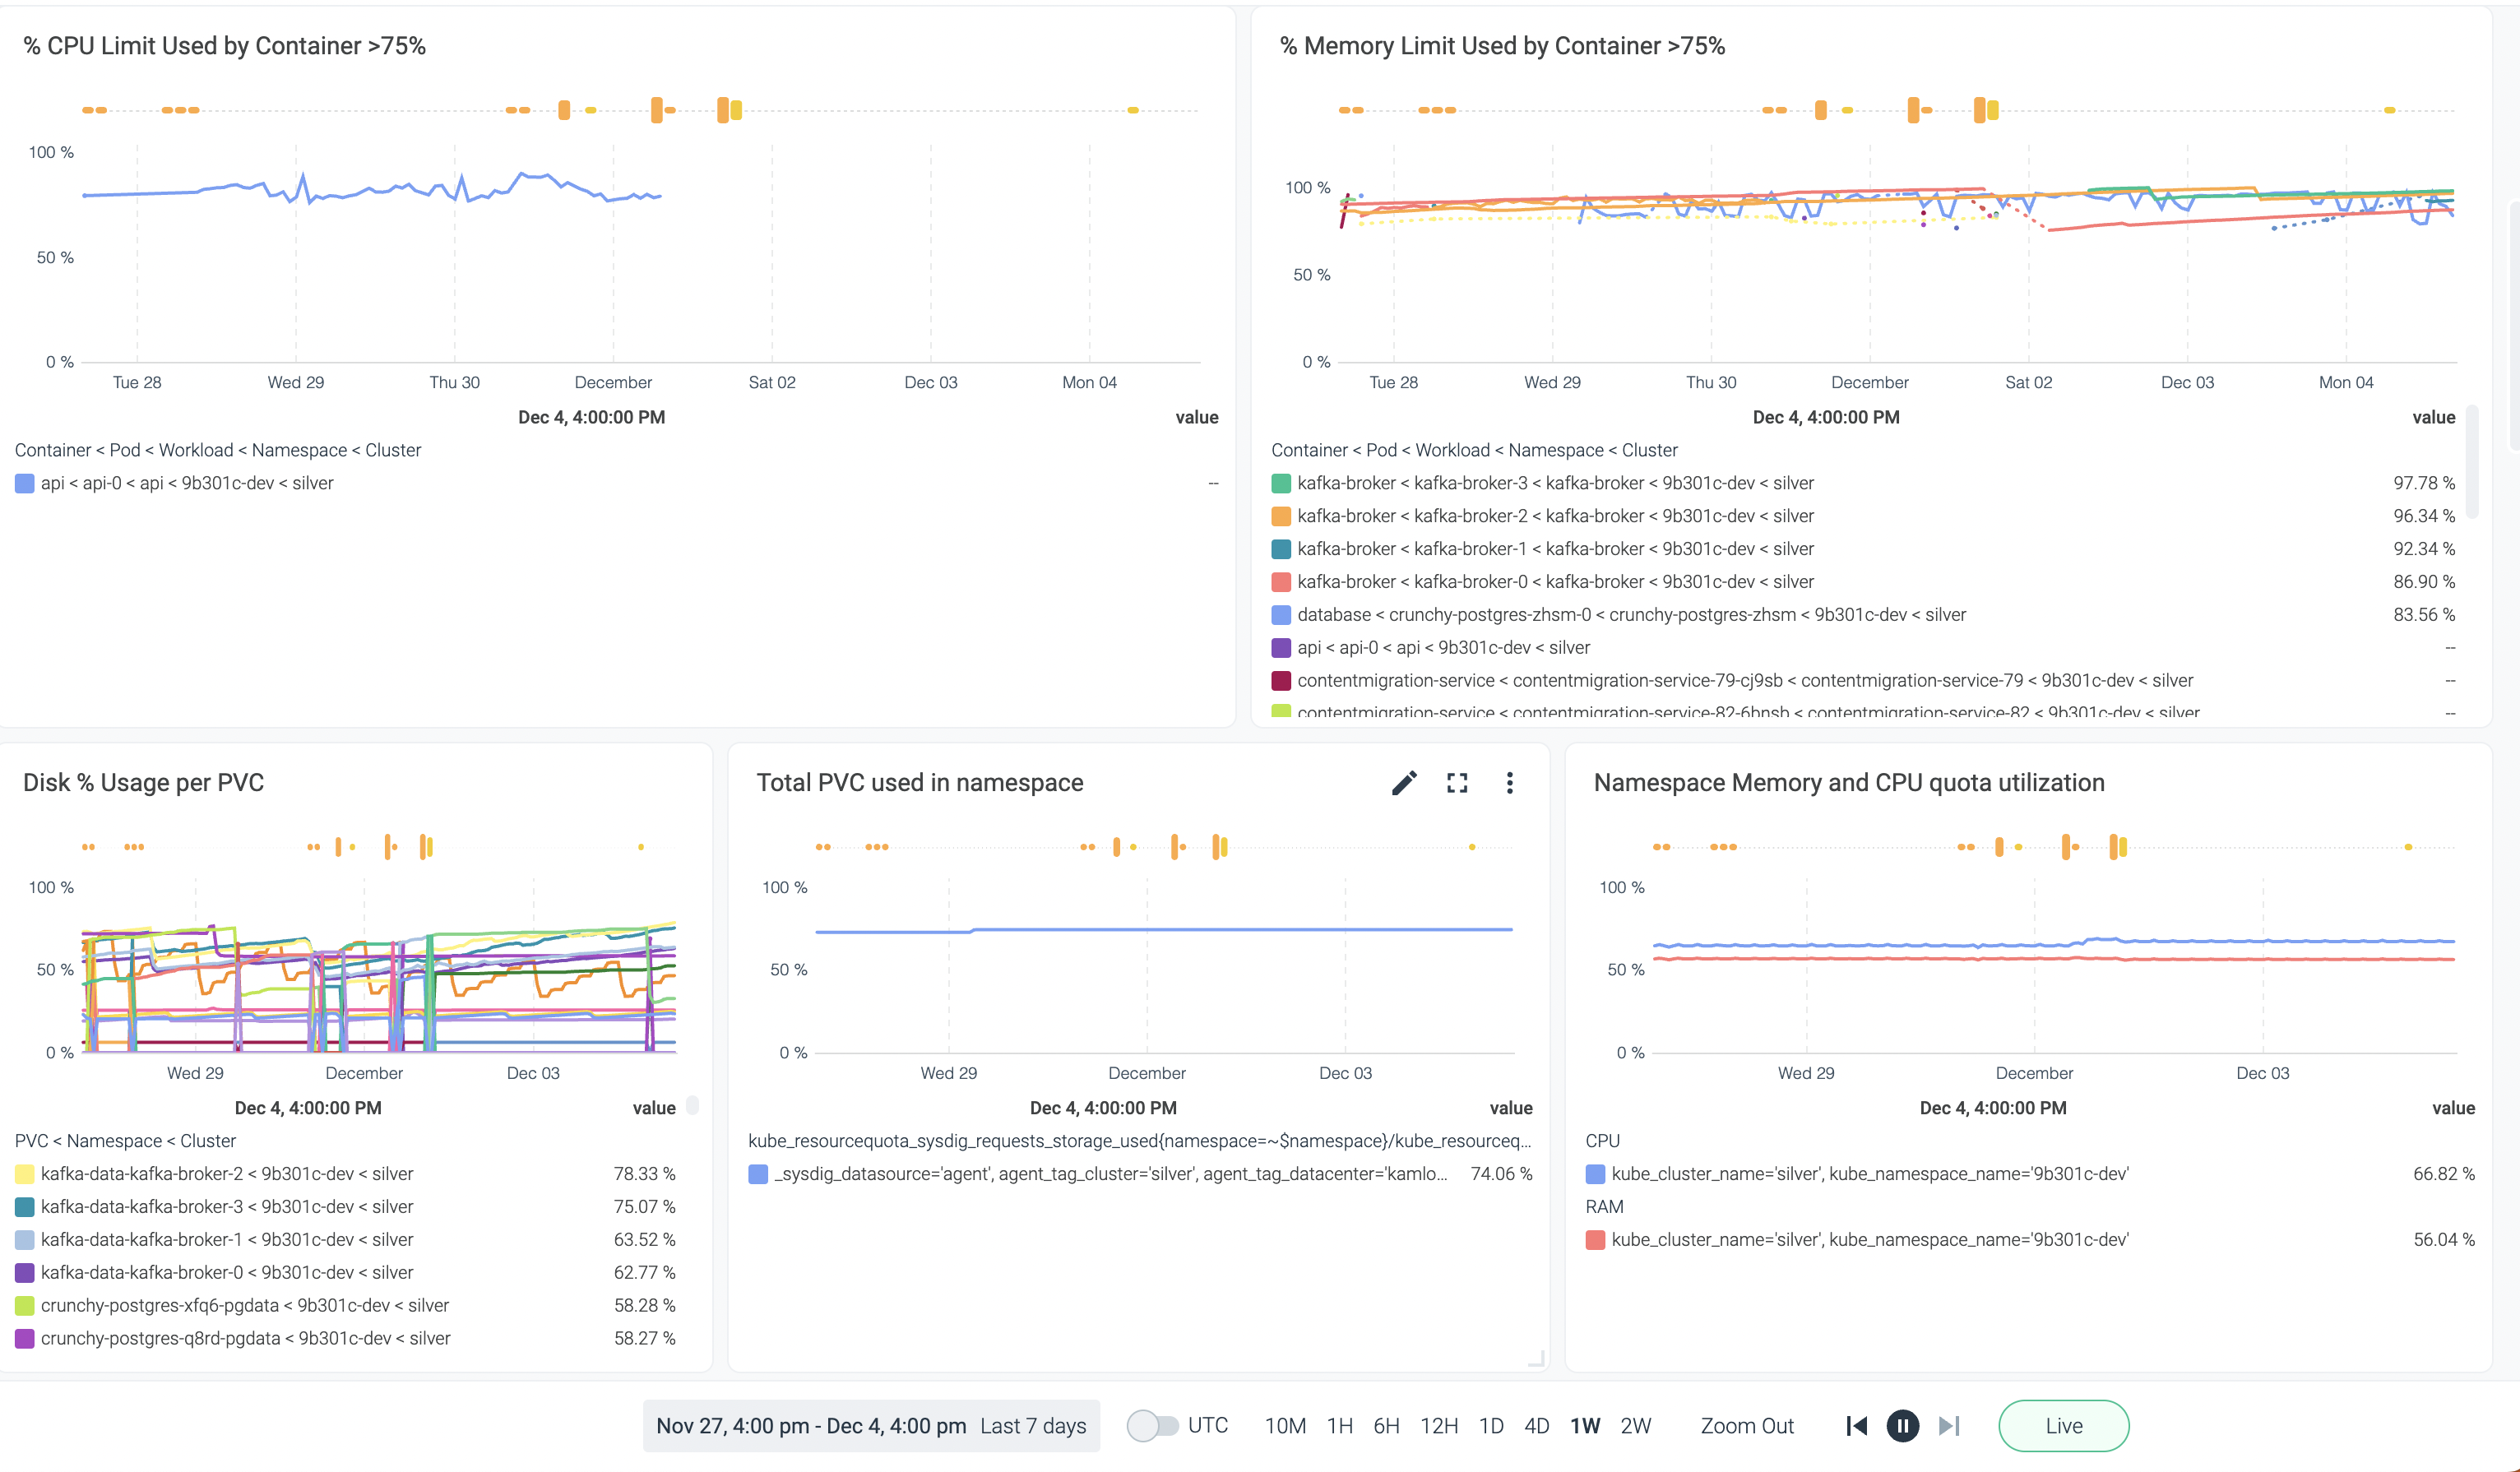 % CPU Limit Used by Container >75%
100 %
50 %
0 %
Tue 28 Wed 29 Thu 30 December Sat 02 Dec 03 Mon 04
Dec 4, 4:00:00 PM value
Container < Pod < Workload < Namespace < Cluster
api < api-0 < api < 9b301c-dev < silver --
% Memory Limit Used by Container >75%
100 %
50 %
0 %
Tue 28 Wed 29 Thu 30 December Sat 02 Dec 03 Mon 04
Dec 4, 4:00:00 PM value
Container < Pod < Workload < Namespace < Cluster
kafka-broker < kafka-broker-3 < kafka-broker < 9b301c-dev < silver 97.78 %
kafka-broker < kafka-broker-2 < kafka-broker < 9b301c-dev < silver 96.34 %
kafka-broker < kafka-broker-1 < kafka-broker < 9b301c-dev < silver 92.34 %
kafka-broker < kafka-broker-0 < kafka-broker < 9b301c-dev < silver 86.90 %
database < crunchy-postgres-zhsm-0 < crunchy-postgres-zhsm < 9b301c-dev < silver 83.56 %
api < api-0 < api < 9b301c-dev < silver --
contentmigration-service < contentmigration-service-79-cj9sb < contentmigration-service-79 < 9b301c-dev < silver --
contentmigration-service < contentmigration-service-82-6hnsb < contentmigration-service-82 < 9b301c-dev < silver --
Disk % Usage per PVC
100 %
50 %
0 %
Wed 29 December Dec 03
Dec 4, 4:00:00 PM value
PVC < Namespace < Cluster
kafka-data-kafka-broker-2 < 9b301c-dev < silver 78.33 %
kafka-data-kafka-broker-3 < 9b301c-dev < silver 75.07 %
kafka-data-kafka-broker-1 < 9b301c-dev < silver 63.52 %
kafka-data-kafka-broker-0 < 9b301c-dev < silver 62.77 %
crunchy-postgres-xfq6-pgdata < 9b301c-dev < silver 58.28 %
crunchy-postgres-q8rd-pgdata < 9b301c-dev < silver 58.27 %
Total PVC used in namespace
100 %
50 %
0 %
Wed 29 December Dec 03
Dec 4, 4:00:00 PM value
kube_resourcequota_sysdig_requests_storage_used{namespace=~$namespace}/kube_resourceq...
_sysdig_datasource='agent', agent_tag_cluster='silver', agent_tag_datacenter='kamlo... 74.06 %
Namespace Memory and CPU quota utilization
100 %
50 %
0 %
Wed 29 December Dec 03
Dec 4, 4:00:00 PM value
CPU
kube_cluster_name='silver', kube_namespace_name='9b301c-dev' 66.82 %
RAM
kube_cluster_name='silver', kube_namespace_name='9b301c-dev' 56.04 %
Nov 27, 4:00 pm - Dec 4, 4:00 pm Last 7 days UTC 10M 1H 6H 12H 1D 4D 1W 2W Zoom Out Live